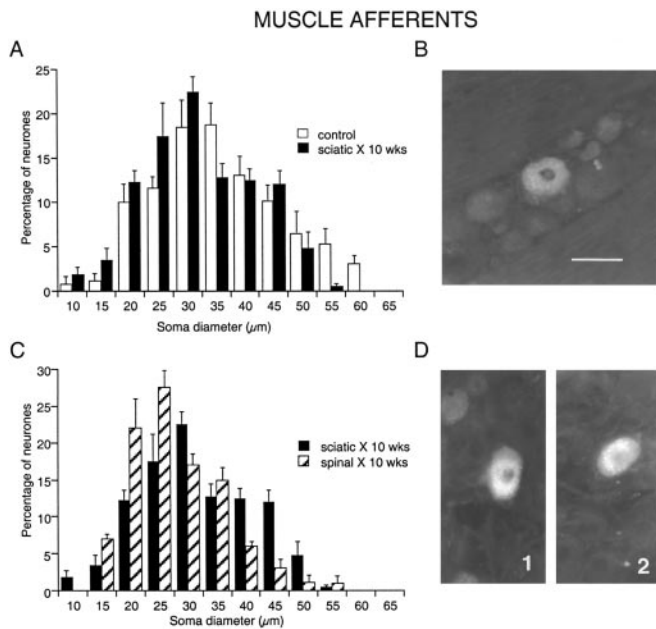 MUSCLE AFFERENTS
A
25
20
15
10
5
0
Percentage of neurones
control
sciatic X 10 wks
10 15 20 25 30 35 40 45 50 55 60 65
Soma diameter (μm)
B
C
30
25
20
15
10
5
0
Percentage of neurones
sciatic X 10 wks
spinal X 10 wks
10 15 20 25 30 35 40 45 50 55 60 65
Soma diameter (μm)
D
1
2